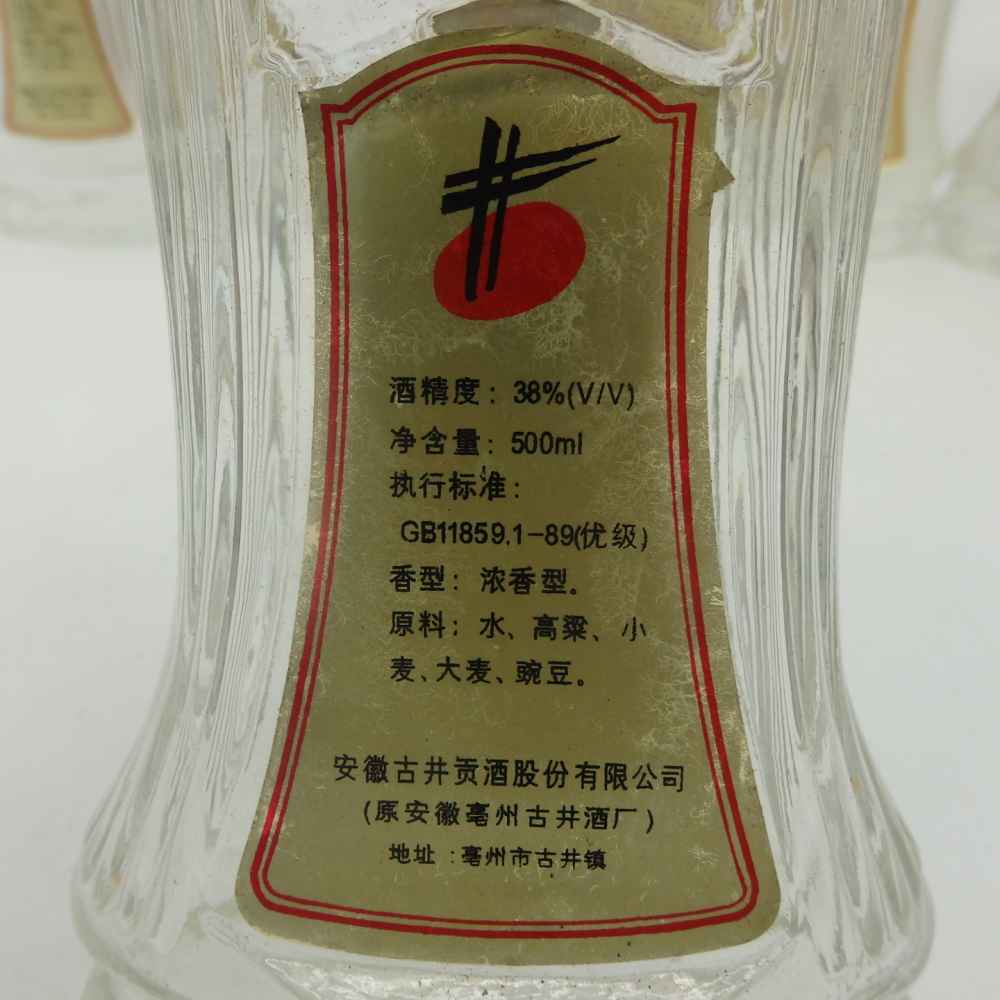 井
酒精度：38%(V/V)
净含量：500ml
执行标准：
GB11859.1-89(优级)
香型：浓香型。
原料：水、高粱、小
麦、大麦、豌豆。
安徽古井贡酒股份有限公司
(原安徽亳州古井酒厂)
地址：亳州市古井镇